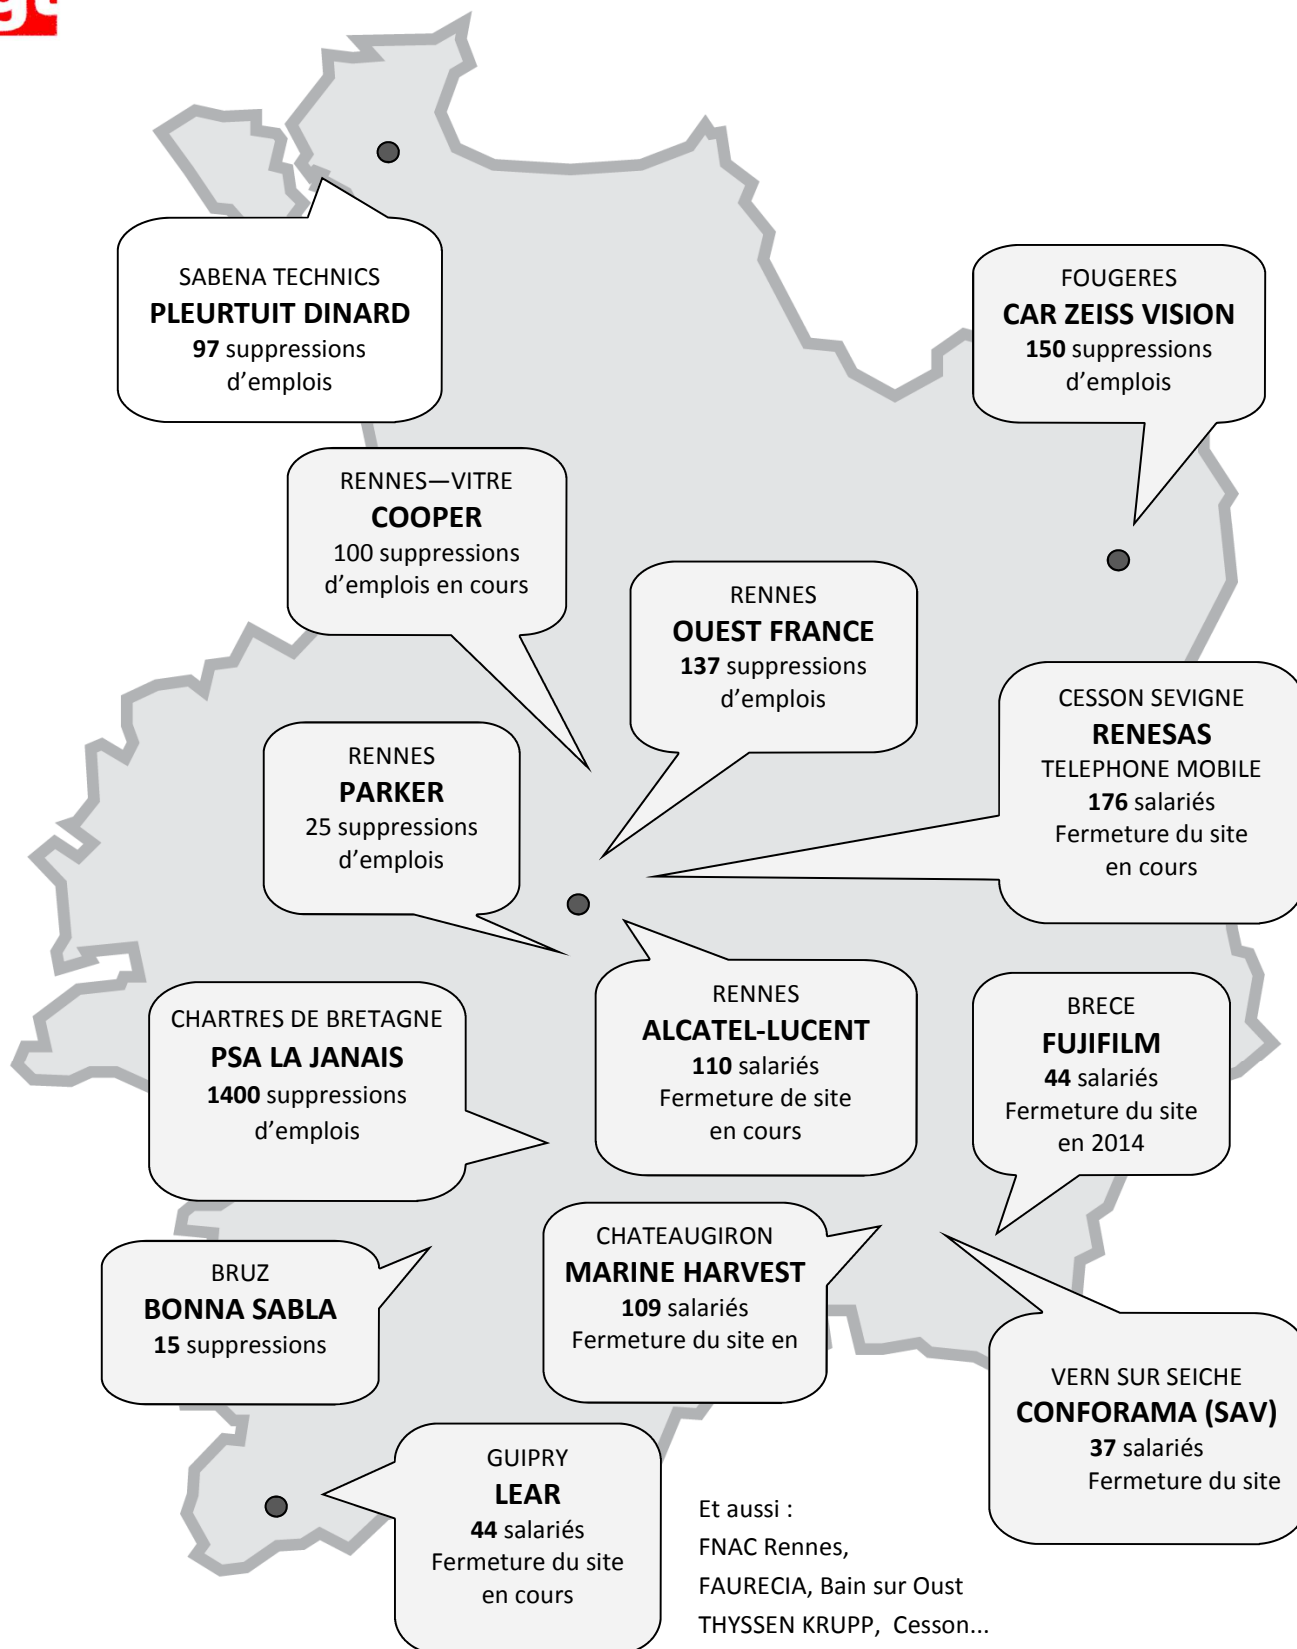 SABENA TECHNICS
PLEURTUIT DINARD
97 suppressions
d’emplois
FOUGERES
CAR ZEISS VISION
150 suppressions
d’emplois
RENNES—VITRE
COOPER
100 suppressions
d’emplois en cours
RENNES
OUEST FRANCE
137 suppressions
d’emplois
CESSON SEVIGNE
RENESAS
TELEPHONE MOBILE
176 salariés
Fermeture du site
en cours
RENNES
PARKER
25 suppressions
d’emplois
CHARTRES DE BRETAGNE
PSA LA JANAIS
1400 suppressions
d’emplois
RENNES
ALCATEL-LUCENT
110 salariés
Fermeture de site
en cours
BRECE
FUJIFILM
44 salariés
Fermeture du site
en 2014
BRUZ
BONNA SABLA
15 suppressions
CHATEAUGIRON
MARINE HARVEST
109 salariés
Fermeture du site en
VERN SUR SEICHE
CONFORAMA (SAV)
37 salariés
Fermeture du site
GUIPRY
LEAR
44 salariés
Fermeture du site
en cours
Et aussi :
FNAC Rennes,
FAURECIA, Bain sur Oust
THYSSEN KRUPP, Cesson...